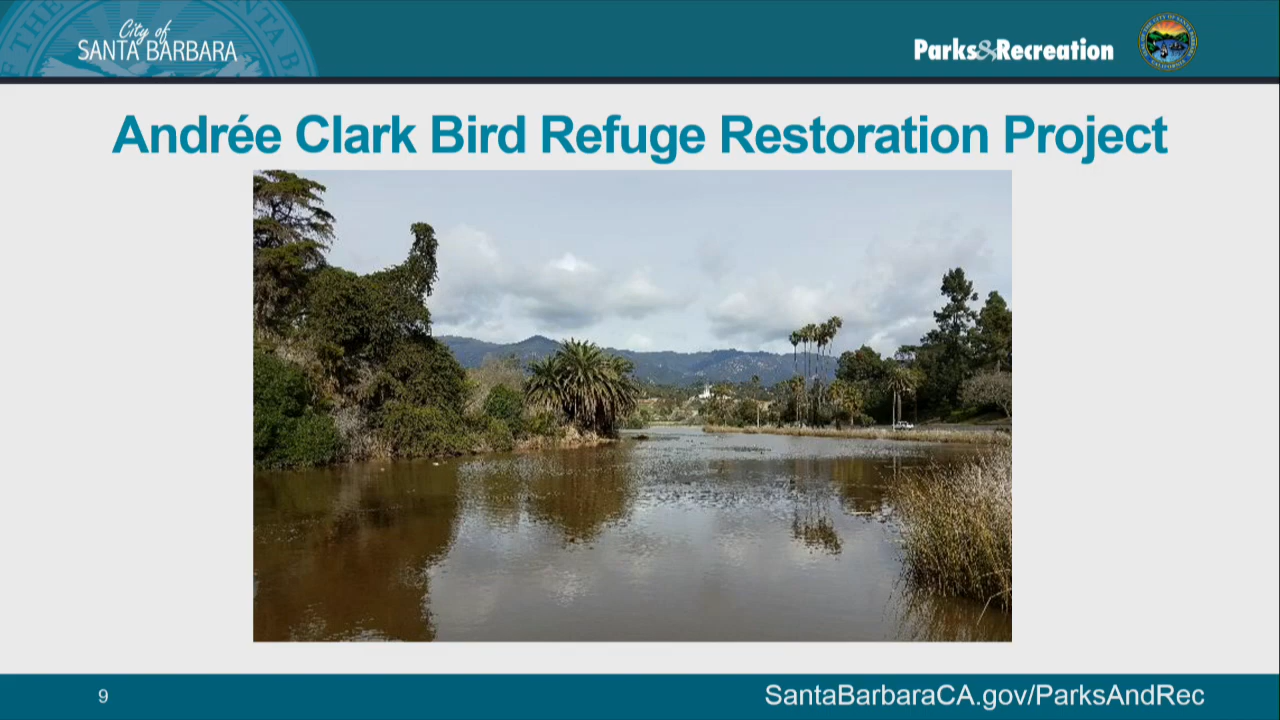 City of
SANTA BARBARA
Parks&Recreation
Andrée Clark Bird Refuge Restoration Project
9
SantaBarbaraCA.gov/ParksAndRec